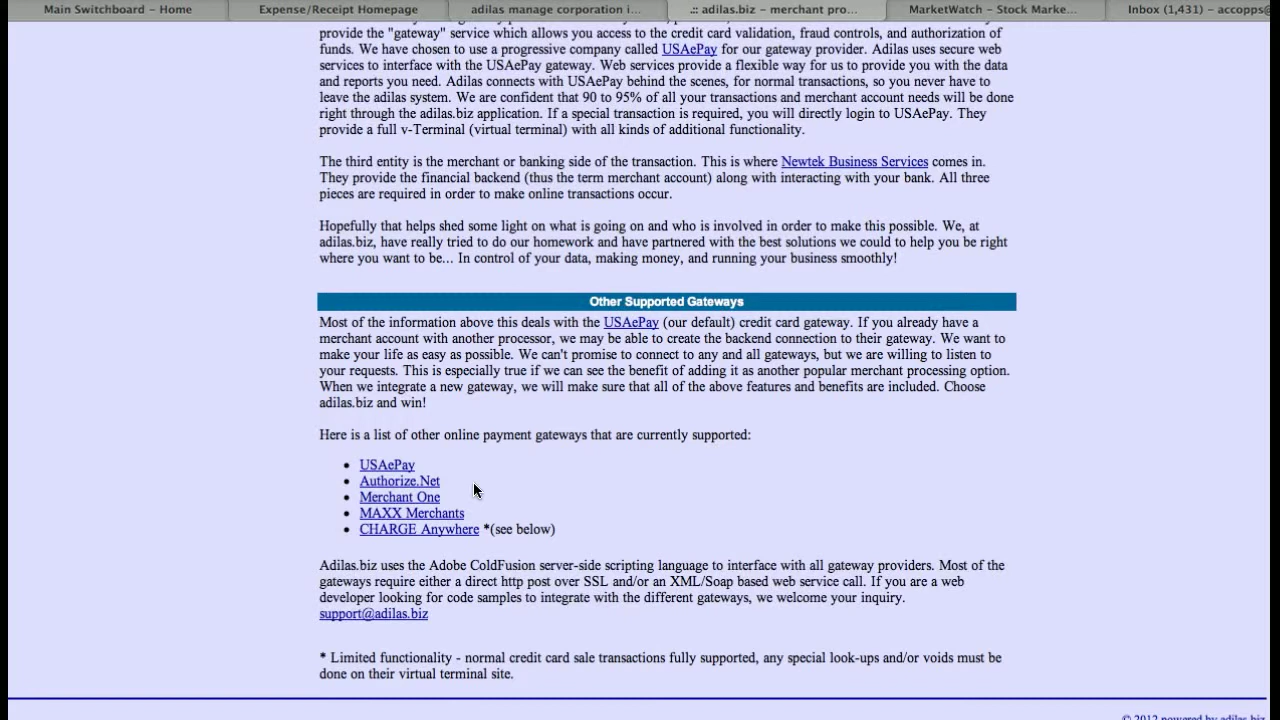 Main Switchboard – Home
Expense/Receipt Homepage
adilas manage corporation i...
.:: adilas.biz – merchant pro...
MarketWatch – Stock Marke...
Inbox (1,431) – accopps@
provide the "gateway" service which allows you access to the credit card validation, fraud controls, and authorization of
funds. We have chosen to use a progressive company called USAePay for our gateway provider. Adilas uses secure web
services to interface with the USAePay gateway. Web services provide a flexible way for us to provide you with the data
and reports you need. Adilas connects with USAePay behind the scenes, for normal transactions, so you never have to
leave the adilas system. We are confident that 90 to 95% of all your transactions and merchant account needs will be done
right through the adilas.biz application. If a special transaction is required, you will directly login to USAePay. They
provide a full v-Terminal (virtual terminal) with all kinds of additional functionality.
The third entity is the merchant or banking side of the transaction. This is where Newtek Business Services comes in.
They provide the financial backend (thus the term merchant account) along with interacting with your bank. All three
pieces are required in order to make online transactions occur.
Hopefully that helps shed some light on what is going on and who is involved in order to make this possible. We, at
adilas.biz, have really tried to do our homework and have partnered with the best solutions we could to help you be right
where you want to be... In control of your data, making money, and running your business smoothly!
Other Supported Gateways
Most of the information above this deals with the USAePay (our default) credit card gateway. If you already have a
merchant account with another processor, we may be able to create the backend connection to their gateway. We want to
make your life as easy as possible. We can't promise to connect to any and all gateways, but we are willing to listen to
your requests. This is especially true if we can see the benefit of adding it as another popular merchant processing option.
When we integrate a new gateway, we will make sure that all of the above features and benefits are included. Choose
adilas.biz and win!
Here is a list of other online payment gateways that are currently supported:
• USAePay
• Authorize.Net
• Merchant One
• MAXX Merchants
• CHARGE Anywhere *(see below)
Adilas.biz uses the Adobe ColdFusion server-side scripting language to interface with all gateway providers. Most of the
gateways require either a direct http post over SSL and/or an XML/Soap based web service call. If you are a web
developer looking for code samples to integrate with the different gateways, we welcome your inquiry.
support@adilas.biz
* Limited functionality - normal credit card sale transactions fully supported, any special look-ups and/or voids must be
done on their virtual terminal site.
© 2012 powered by adilas.biz